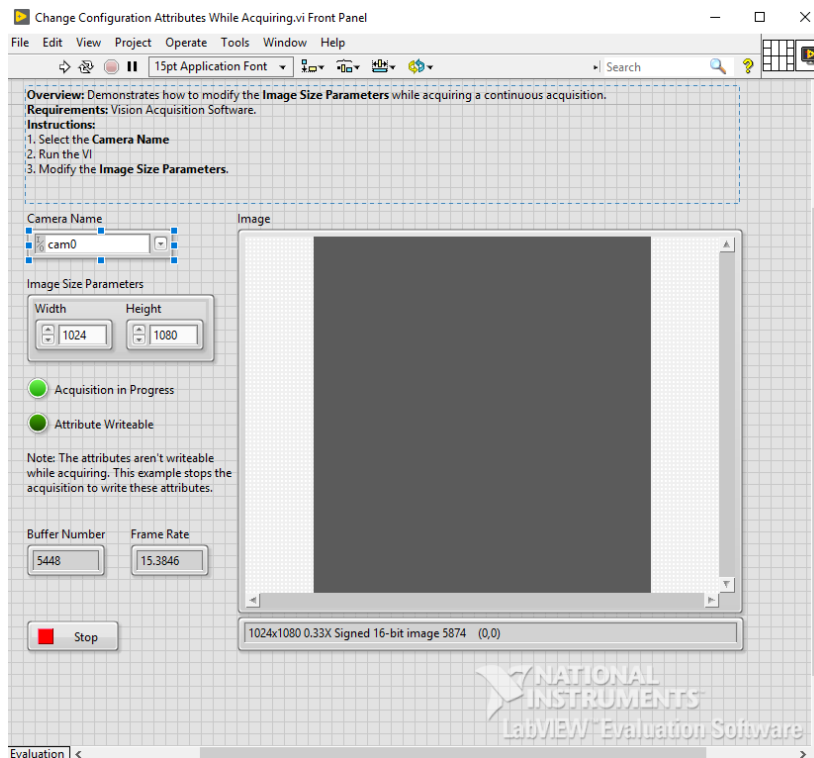 Change Configuration Attributes While Acquiring.vi Front Panel
File Edit View Project Operate Tools Window Help
15pt Application Font
Search
Overview: Demonstrates how to modify the Image Size Parameters while acquiring a continuous acquisition.
Requirements: Vision Acquisition Software.
Instructions:
1. Select the Camera Name
2. Run the VI
3. Modify the Image Size Parameters.
Camera Name
Image
cam0
Image Size Parameters
Width Height
1024 1080
Acquisition in Progress
Attribute Writeable
Note: The attributes aren't writeable
while acquiring. This example stops the
acquisition to write these attributes.
Buffer Number Frame Rate
5448 15.3846
Stop
1024x1080 0.33X Signed 16-bit image 5874 (0,0)
NATIONAL
INSTRUMENTS™
LabVIEW™ Evaluation Software
Evaluation